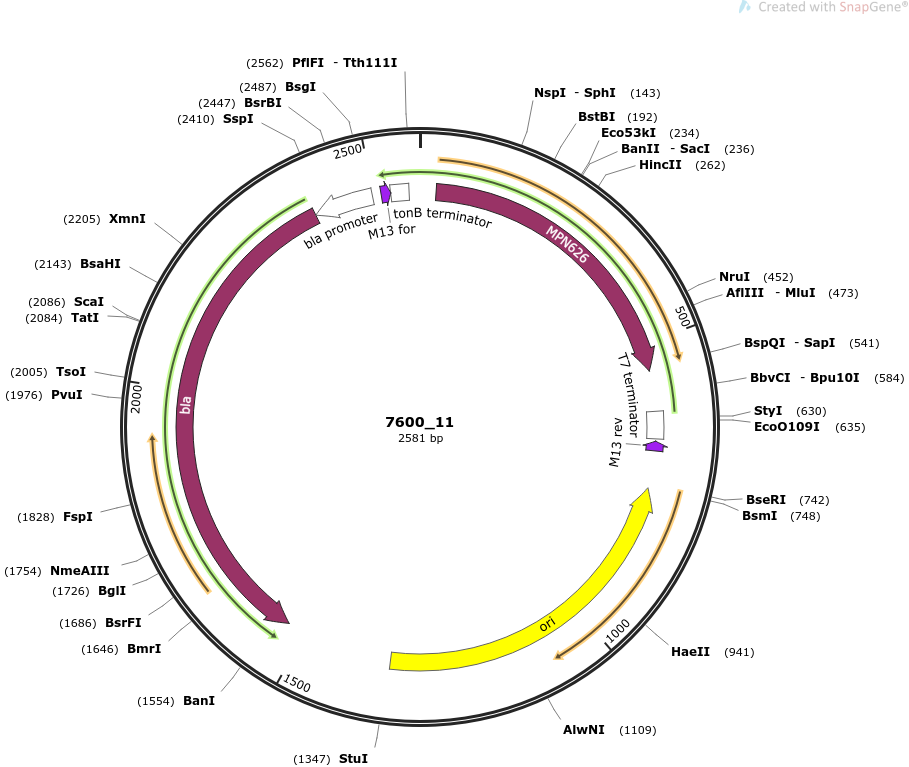 Created with SnapGene®
(2562) PflFI - Tth111I
(2487) BsgI
(2447) BsrBI
(2410) SspI
NspI - SphI (143)
BstBI (192)
Eco53kI (234)
BanII - SacI (236)
HincII (262)
2500
bla promoter
M13 for
tonB terminator
MPN626
(2205) XmnI
(2143) BsaHI
(2086) ScaI
(2084) TatI
(2005) TsoI
(1976) PvuI
2000
bla
NruI (452)
AflIII - MluI (473)
500
BspQI - SapI (541)
BbvCI - Bpu10I (584)
StyI (630)
EcoO109I (635)
T7 terminator
M13 rev
7600_11
2581 bp
BseRI (742)
BsmI (748)
(1828) FspI
(1754) NmeAIII
(1726) BglI
(1686) BsrFI
(1646) BmrI
(1554) BanI
1500
ori
1000
HaeII (941)
AlwNI (1109)
(1347) StuI